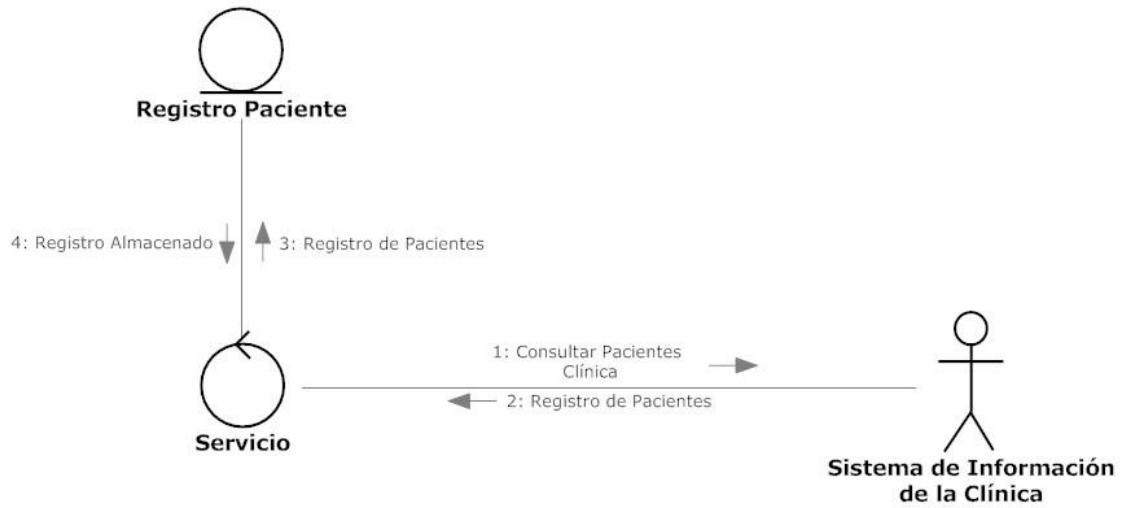 Registro Paciente
4: Registro Almacenado
3: Registro de Pacientes
1: Consultar Pacientes
Clínica
2: Registro de Pacientes
Servicio
Sistema de Información
de la Clínica